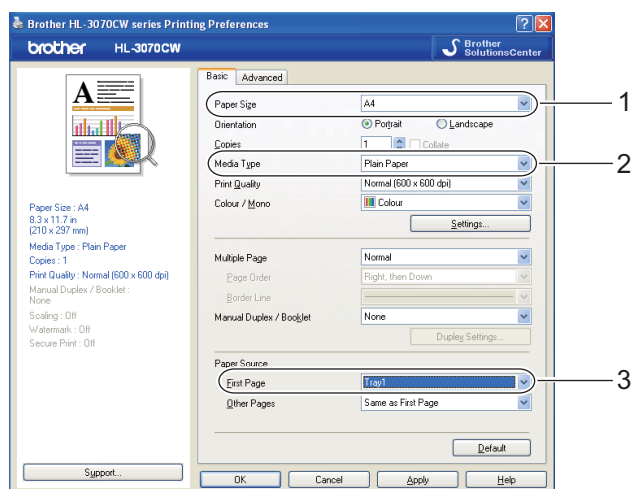 Brother HL-3070CW series Printing Preferences
brother HL-3070CW
Brother SolutionsCenter
Basic Advanced
Paper Size A4 1
Orientation Portrait Landscape
Copies 1 Collate
Media Type Plain Paper 2
Print Quality Normal (600 x 600 dpi)
Colour / Mono Colour
Settings...
Multiple Page Normal
Page Order Right, then Down
Border Line
Manual Duplex / Booklet None
Duplex Settings...
Paper Source
First Page Tray1 3
Other Pages Same as First Page
Default
A
Paper Size : A4
8.3 x 11.7 in
(210 x 297 mm)
Media Type : Plain Paper
Copies : 1
Print Quality : Normal (600 x 600 dpi)
Manual Duplex / Booklet :
None
Scaling : Off
Watermark : Off
Secure Print : Off
Support...
OK Cancel Apply Help